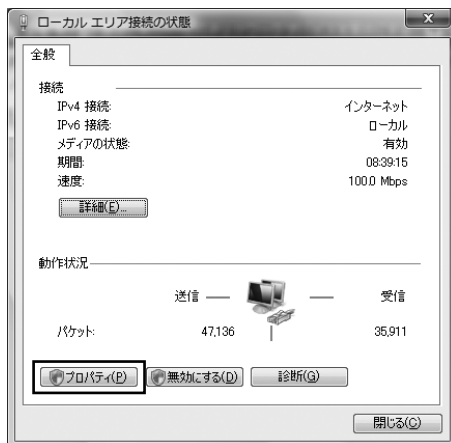 ローカル エリア接続の状態
全般
接続
IPv4 接続: インターネット
IPv6 接続: ローカル
メディアの状態: 有効
期間: 08:39:15
速度: 100.0 Mbps
詳細(E)...
動作状況
送信 受信
パケット: 47,136 35,911
プロパティ(P) 無効にする(D) 診断(G)
閉じる(C)